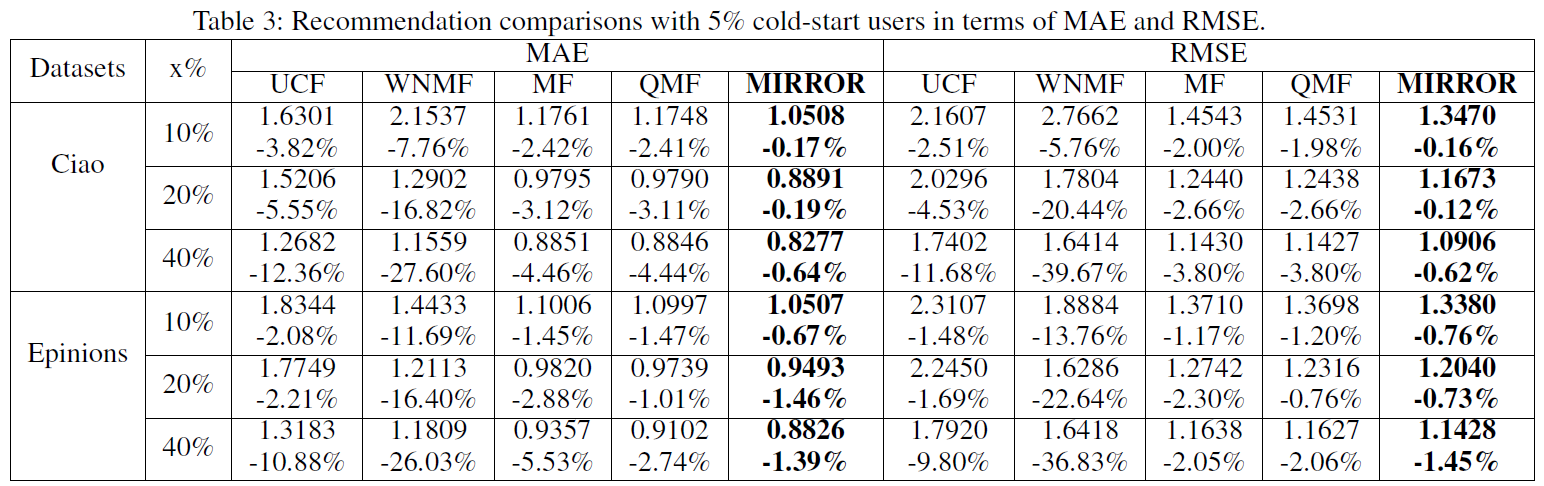 Table 3: Recommendation comparisons with 5% cold-start users in terms of MAE and RMSE.
Datasets x% MAE RMSE
UCF WNMF MF QMF MIRROR UCF WNMF MF QMF MIRROR
Ciao 10% 1.6301 2.1537 1.1761 1.1748 1.0508 2.1607 2.7662 1.4543 1.4531 1.3470
-3.82% -7.76% -2.42% -2.41% -0.17% -2.51% -5.76% -2.00% -1.98% -0.16%
20% 1.5206 1.2902 0.9795 0.9790 0.8891 2.0296 1.7804 1.2440 1.2438 1.1673
-5.55% -16.82% -3.12% -3.11% -0.19% -4.53% -20.44% -2.66% -2.66% -0.12%
40% 1.2682 1.1559 0.8851 0.8846 0.8277 1.7402 1.6414 1.1430 1.1427 1.0906
-12.36% -27.60% -4.46% -4.44% -0.64% -11.68% -39.67% -3.80% -3.80% -0.62%
Epinions 10% 1.8344 1.4433 1.1006 1.0997 1.0507 2.3107 1.8884 1.3710 1.3698 1.3380
-2.08% -11.69% -1.45% -1.47% -0.67% -1.48% -13.76% -1.17% -1.20% -0.76%
20% 1.7749 1.2113 0.9820 0.9739 0.9493 2.2450 1.6286 1.2742 1.2316 1.2040
-2.21% -16.40% -2.88% -1.01% -1.46% -1.69% -22.64% -2.30% -0.76% -0.73%
40% 1.3183 1.1809 0.9357 0.9102 0.8826 1.7920 1.6418 1.1638 1.1627 1.1428
-10.88% -26.03% -5.53% -2.74% -1.39% -9.80% -36.83% -2.05% -2.06% -1.45%